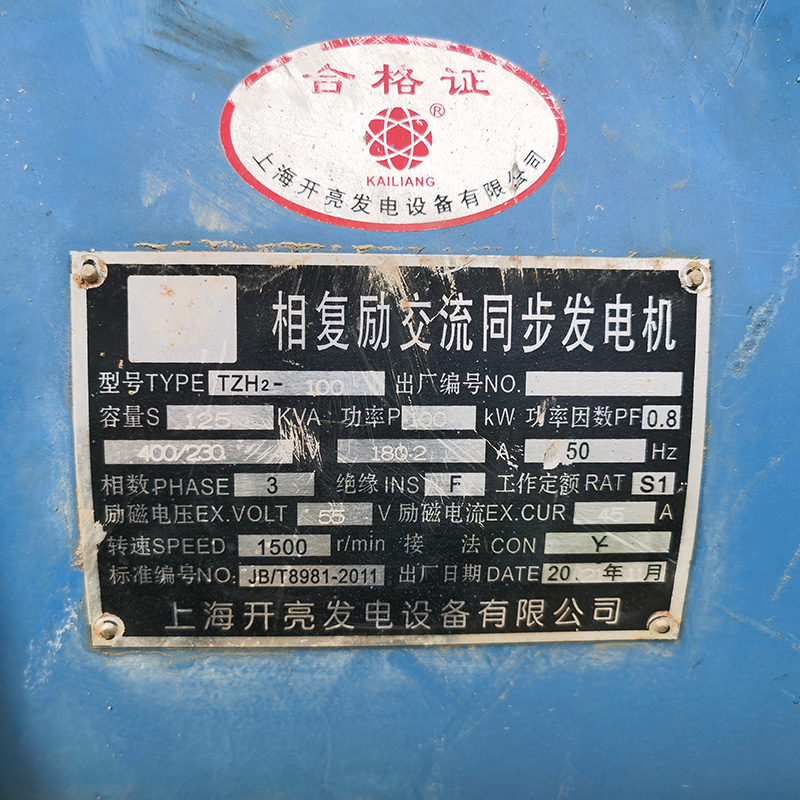 合格证
®
KAILIANG
上海开亮发电设备有限公司
相复励交流同步发电机
型号TYPE TZH2-100 出厂编号NO.
容量S 125 KVA 功率P 100 kW 功率因数PF 0.8
400/230 V 180.2 A 50 Hz
相数PHASE 3 绝缘INS F 工作定额RAT S1
励磁电压EX.VOLT 55 V 励磁电流EX.CUR 45 A
转速SPEED 1500 r/min 接 法CON Y
标准编号NO: JB/T8981-2011 出厂日期DATE 20 年 月
上海开亮发电设备有限公司